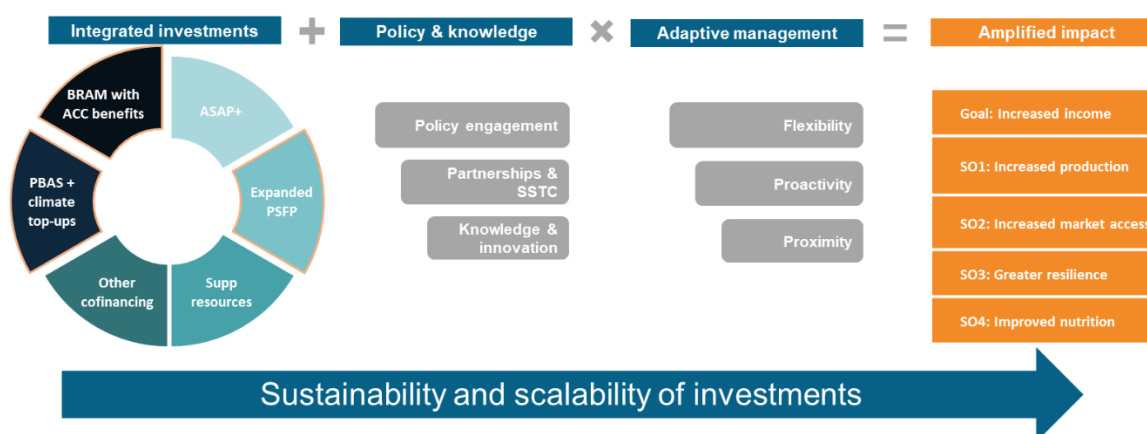 Integrated investments
+
Policy & knowledge
×
Adaptive management
=
Amplified impact
BRAM with
ACC benefits
ASAP+
PBAS +
climate
top-ups
Expanded
PSFP
Other
cofinancing
Supp
resources
Policy engagement
Partnerships &
SSTC
Knowledge &
innovation
Flexibility
Proactivity
Proximity
Goal: Increased income
SO1: Increased production
SO2: Increased market access
SO3: Greater resilience
SO4: Improved nutrition
Sustainability and scalability of investments